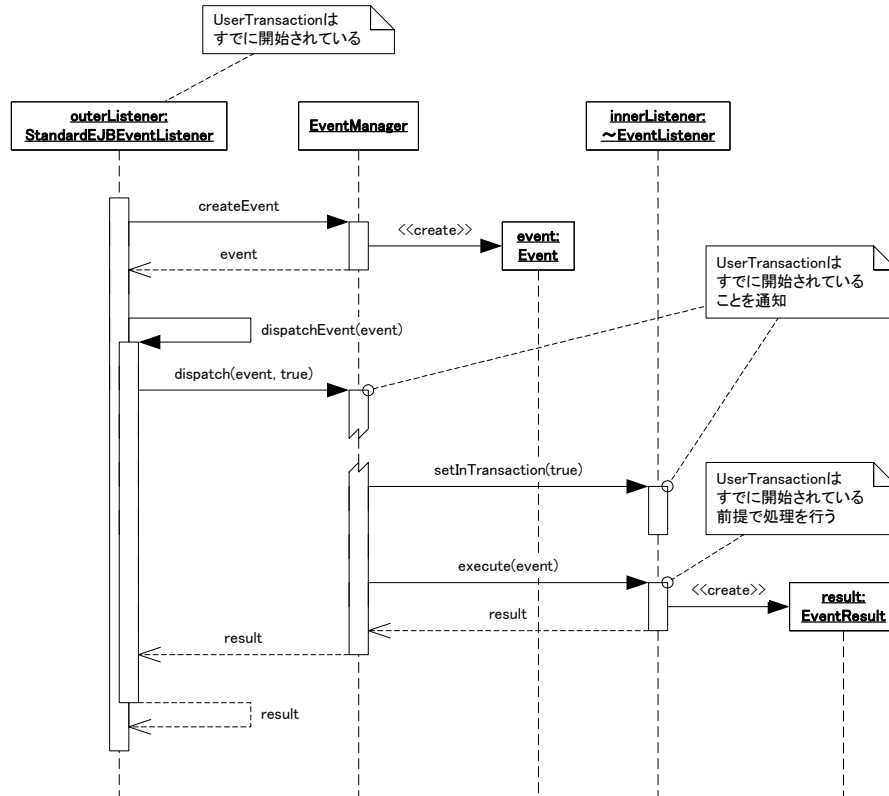 UserTransactionは
すでに開始されている
outerListener:
StandardEJBEventListener
EventManager
innerListener:
～EventListener
createEvent
<<create>>
event:
Event
event
UserTransactionは
すでに開始されている
ことを通知
dispatchEvent(event)
dispatch(event, true)
setInTransaction(true)
UserTransactionは
すでに開始されている
前提で処理を行う
execute(event)
<<create>>
result:
EventResult
result
result
result